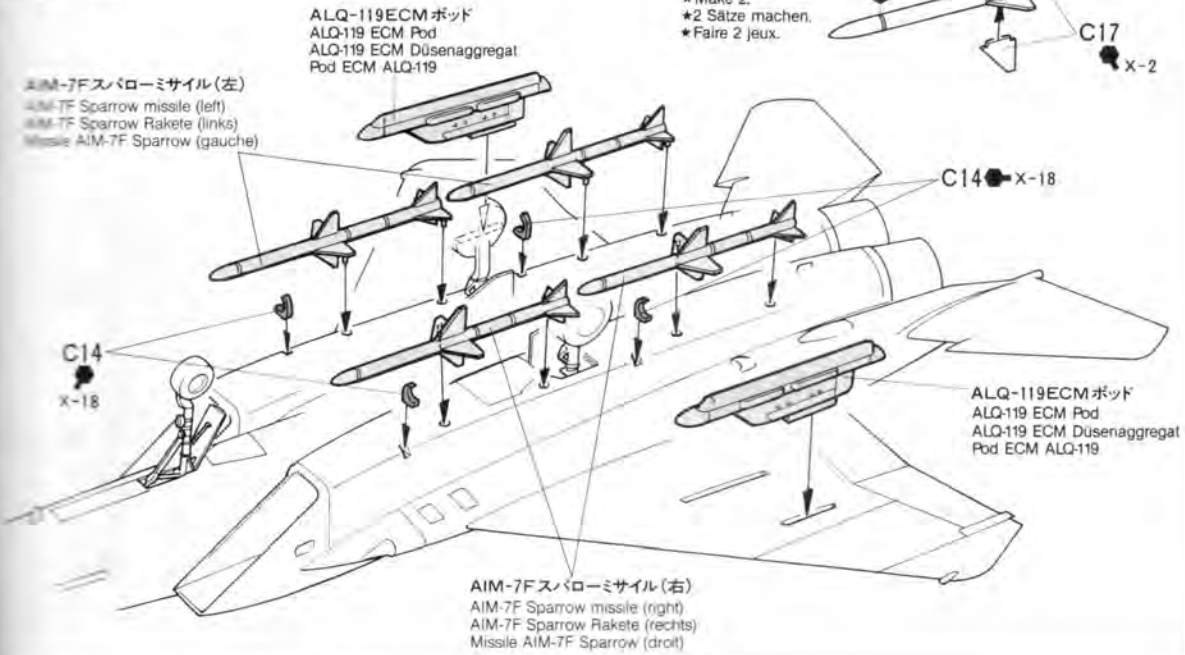 ALQ-119ECMポッド
ALQ-119 ECM Pod
ALQ-119 ECM Düsenaggregat
Pod ECM ALQ-119
★Make 2.
★2 Sätze machen.
★Faire 2 jeux.
C17
X-2
AIM-7Fスパローミサイル(左)
AIM-7F Sparrow missile (left)
AIM-7F Sparrow Rakete (links)
Missile AIM-7F Sparrow (gauche)
C14 X-18
C14
X-18
ALQ-119ECMポッド
ALQ-119 ECM Pod
ALQ-119 ECM Düsenaggregat
Pod ECM ALQ-119
AIM-7Fスパローミサイル(右)
AIM-7F Sparrow missile (right)
AIM-7F Sparrow Rakete (rechts)
Missile AIM-7F Sparrow (droit)